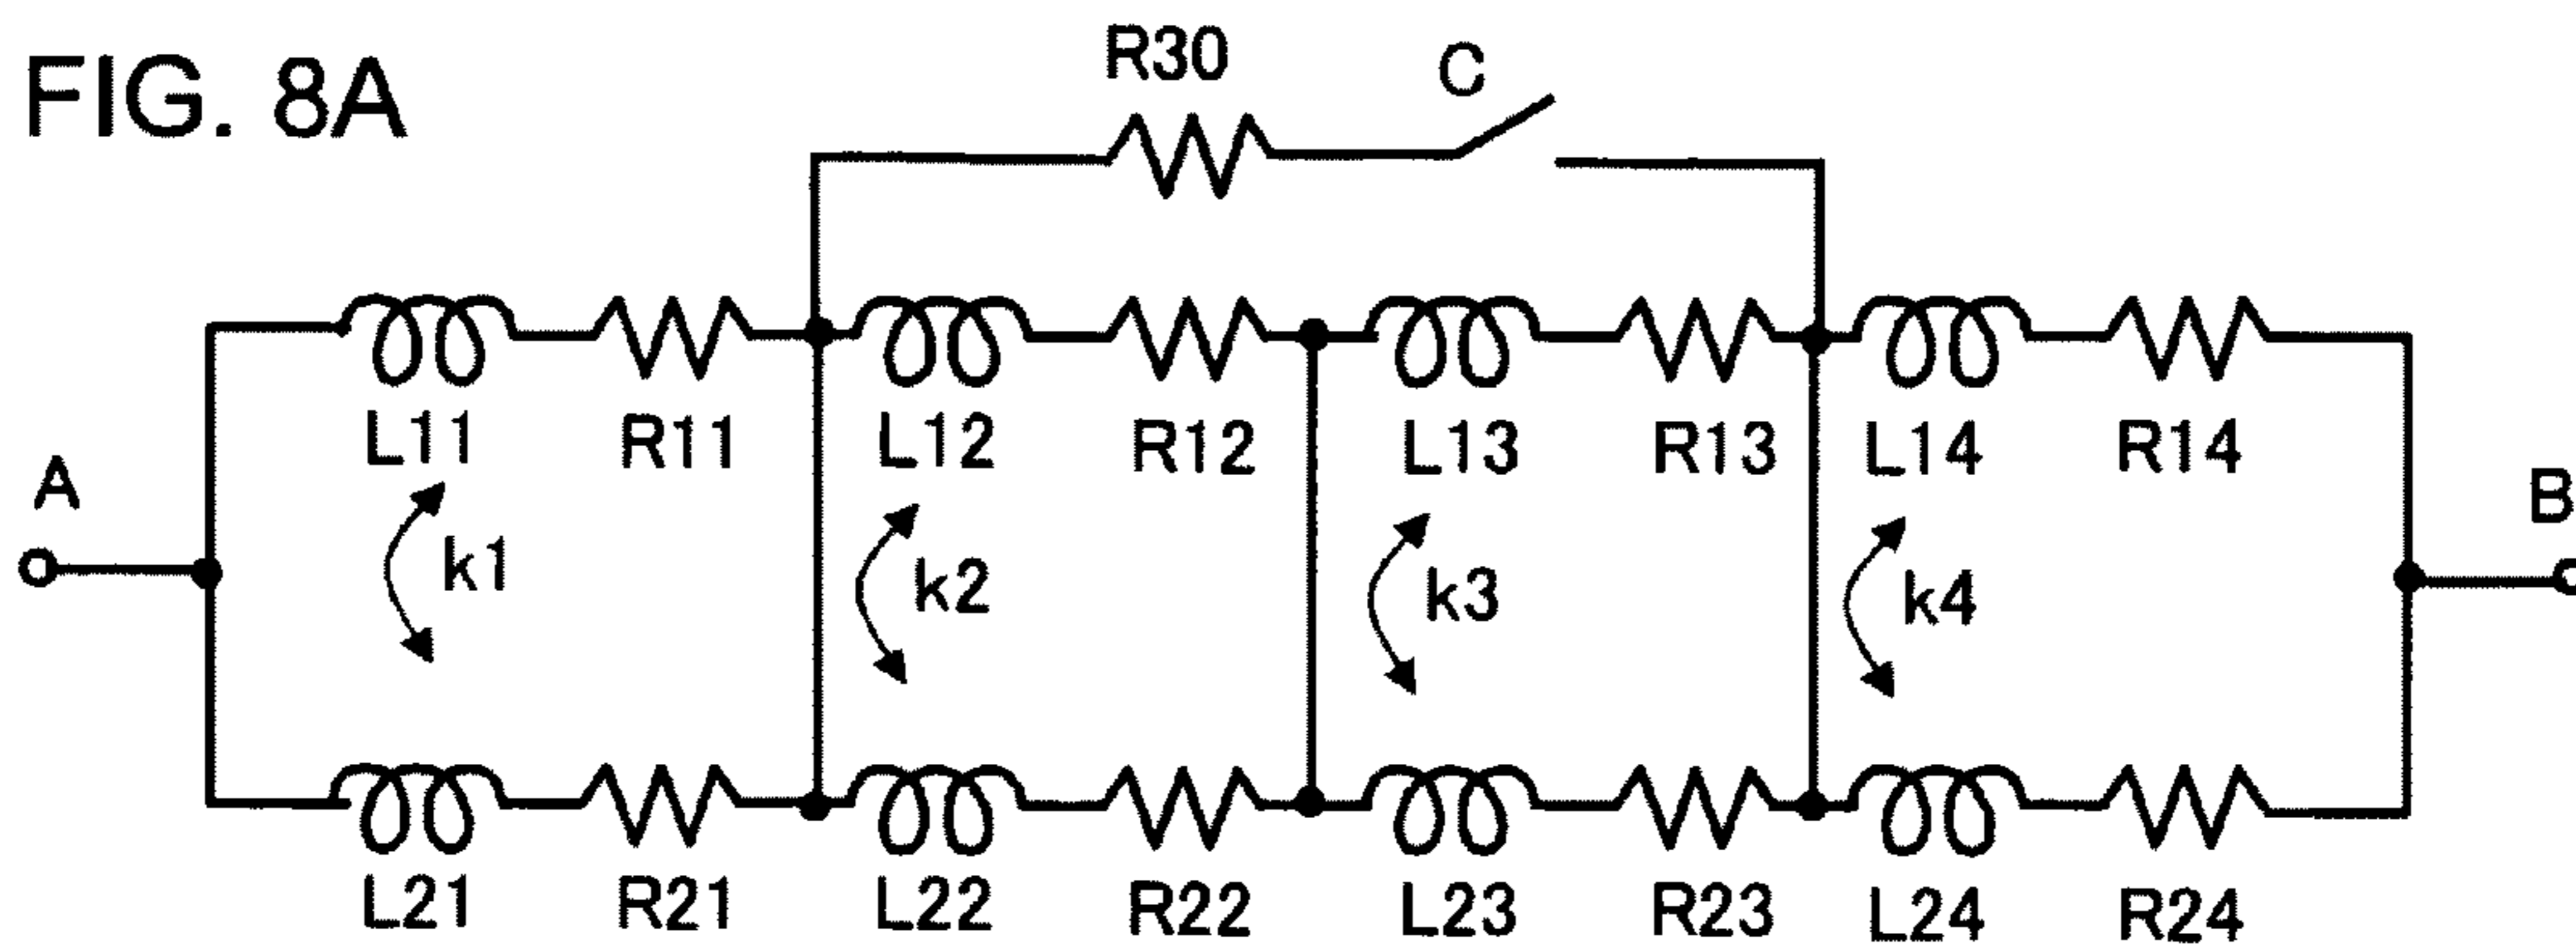 FIG. 8A
R30 C
L11 R11 L12 R12 L13 R13 L14 R14
A B
k1 k2 k3 k4
L21 R21 L22 R22 L23 R23 L24 R24